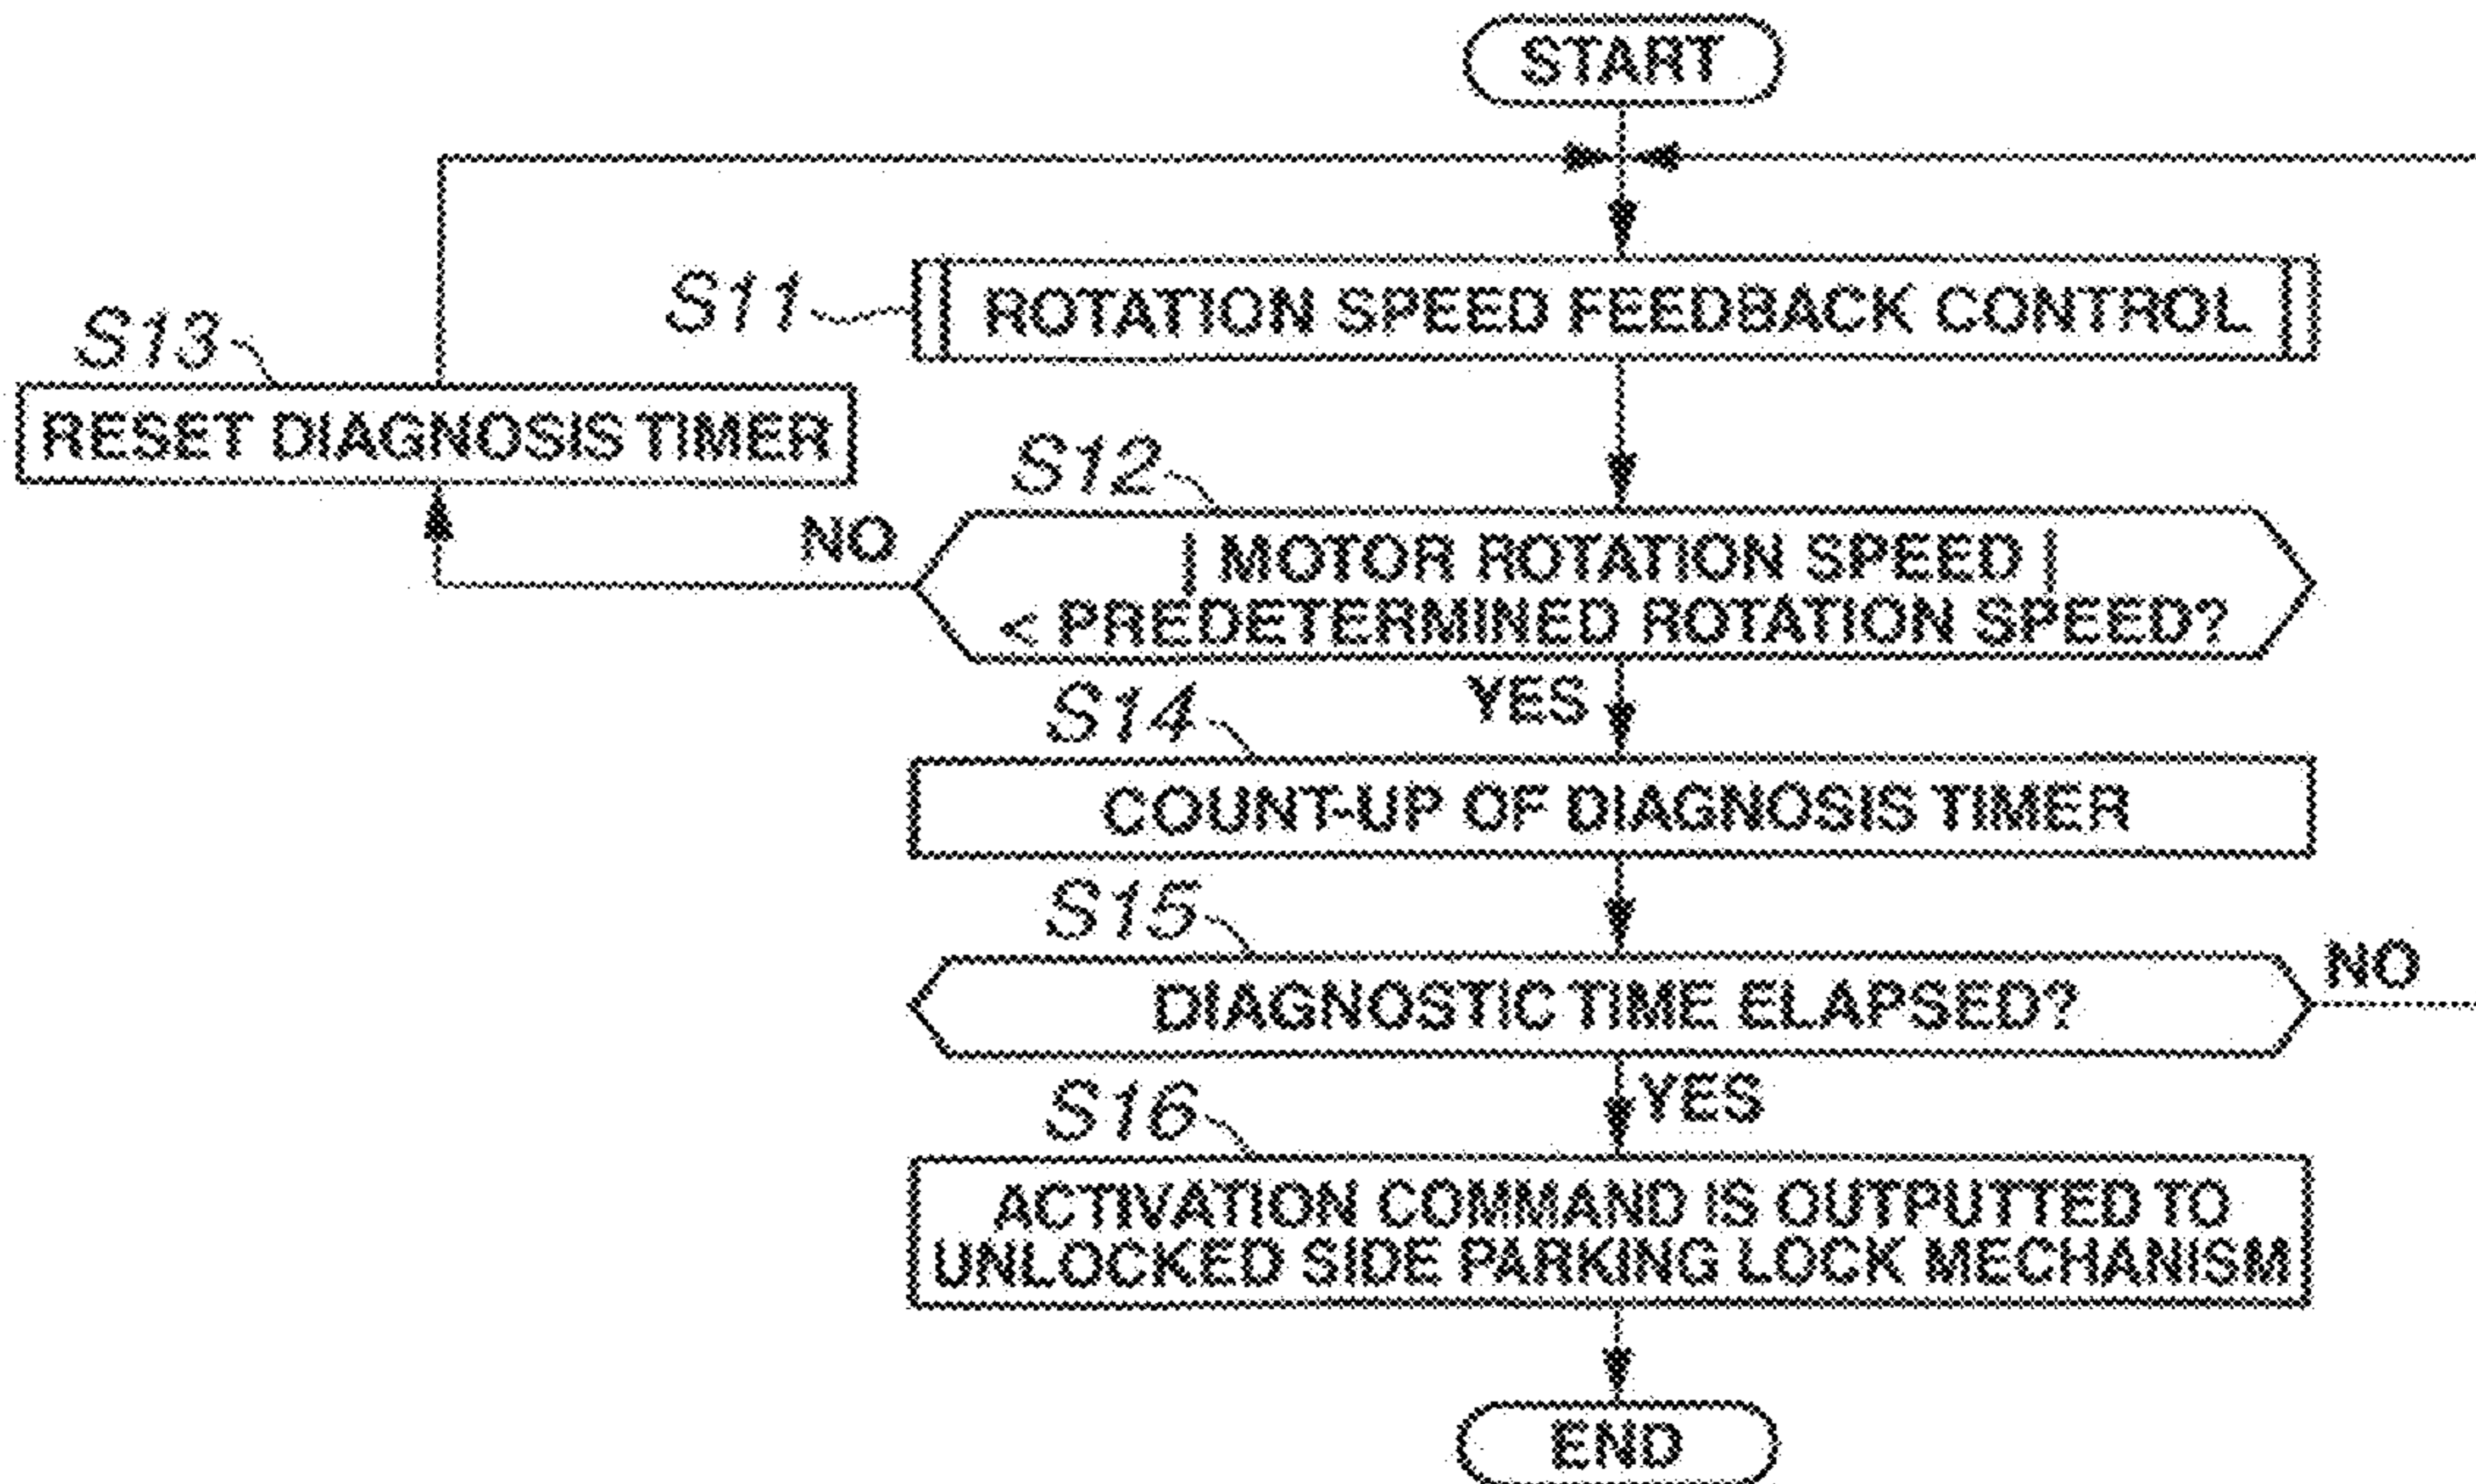 START
S11
ROTATION SPEED FEEDBACK CONTROL
S13
RESET DIAGNOSIS TIMER
S12
NO
| MOTOR ROTATION SPEED |
< PREDETERMINED ROTATION SPEED?
YES
S14
COUNT-UP OF DIAGNOSIS TIMER
S15
DIAGNOSTIC TIME ELAPSED?
NO
YES
S16
ACTIVATION COMMAND IS OUTPUTTED TO
UNLOCKED SIDE PARKING LOCK MECHANISM
END